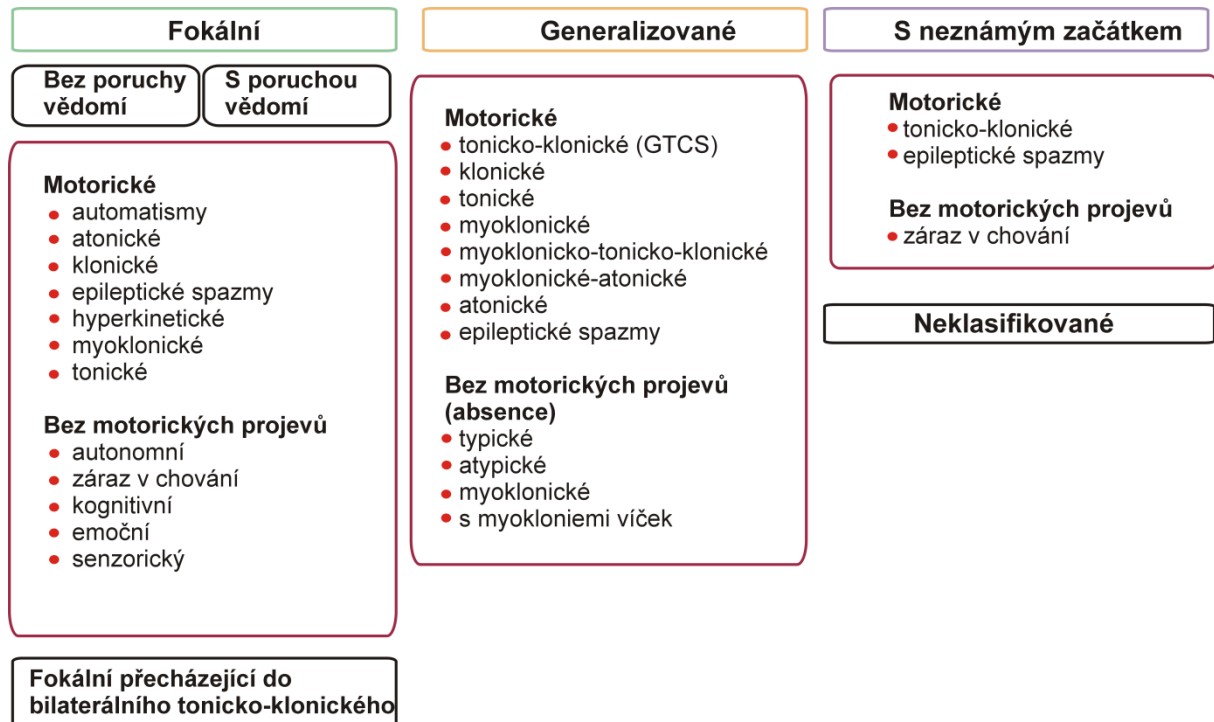 Fokální
Bez poruchy
vědomí
S poruchou
vědomí
Motorické
automatismy
atonické
klonické
epileptické spazmy
hyperkinetické
myoklonické
tonické
Bez motorických projevů
autonomní
záraz v chování
kognitivní
emoční
senzorický
Fokální přecházející do
bilaterálního tonicko-klonického
Generalizované
Motorické
tonicko-klonické (GTCS)
klonické
tonické
myoklonické
myoklonicko-tonicko-klonické
myoklonické-atonické
atonické
epileptické spazmy
Bez motorických projevů
(absence)
typické
atypické
myoklonické
s myokloniemi víček
S neznámým začátkem
Motorické
tonicko-klonické
epileptické spazmy
Bez motorických projevů
záraz v chování
Neklasifikované